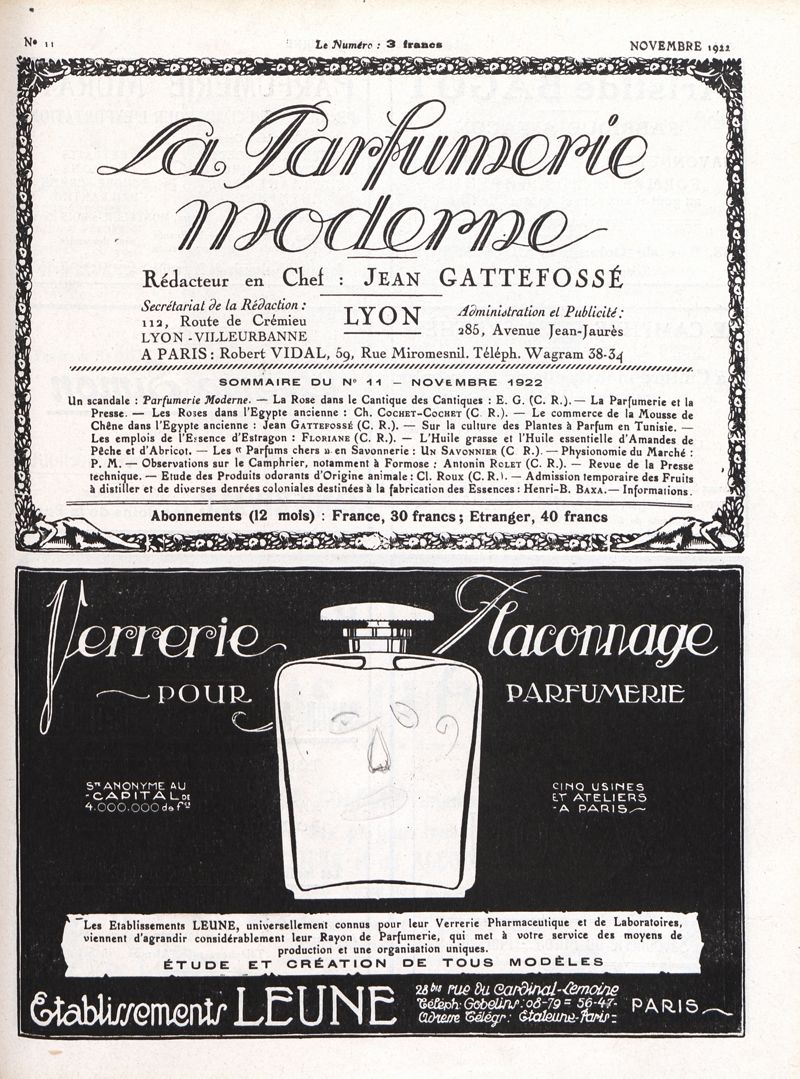 Nº 11
Le Numéro : 3 francs
NOVEMBRE 1922
La Parfumerie
moderne
Rédacteur en Chef : JEAN GATTEFOSSÉ
Secrétariat de la Rédaction :
112, Route de Crémieu
LYON-VILLEURBANNE
LYON
Administration et Publicité :
285, Avenue Jean-Jaurès
A PARIS : Robert VIDAL, 59, Rue Miromesnil. Téléph. Wagram 38-34
SOMMAIRE DU Nº 11 — NOVEMBRE 1922
Un scandale : Parfumerie Moderne. — La Rose dans le Cantique des Cantiques : E. G. (C. R.). — La Parfumerie et la
Presse. — Les Roses dans l'Egypte ancienne : Ch. COCHET-COCHET (C. R.). — Le commerce de la Mousse de
Chêne dans l'Egypte ancienne : Jean GATTEFOSSÉ (C. R.). — Sur la culture des Plantes à Parfum en Tunisie. —
Les emplois de l'Essence d'Estragon : FLORIANE (C. R.). — L'Huile grasse et l'Huile essentielle d'Amandes de
Pêche et d'Abricot. — Les « Parfums chers » en Savonnerie : UN SAVONNIER (C R.). — Physionomie du Marché :
P. M. — Observations sur le Camphrier, notamment à Formose : Antonin ROLET (C. R.). — Revue de la Presse
technique. — Etude des Produits odorants d'Origine animale : Cl. ROUX (C. R.). — Admission temporaire des Fruits
à distiller et de diverses denrées coloniales destinées à la fabrication des Essences : Henri-B. BAXA. — Informations.
Abonnements (12 mois) : France, 30 francs ; Etranger, 40 francs
Verrerie Flaconnage
POUR PARFUMERIE
STÉ ANONYME AU
-CAPITAL DE
4.000.000 de frs
CINQ USINES
ET ATELIERS
-A PARIS~
Les Etablissements LEUNE, universellement connus pour leur Verrerie Pharmaceutique et de Laboratoires,
viennent d'agrandir considérablement leur Rayon de Parfumerie, qui met à votre service des moyens de
production et une organisation uniques.
ÉTUDE ET CRÉATION DE TOUS MODÈLES
Etablissements LEUNE
28 bis rue du Cardinal-Lemoine
Téléph: Gobelins: 08-79 = 56-47-
Adresse Télégr: Etaleune-Paris=
PARIS~